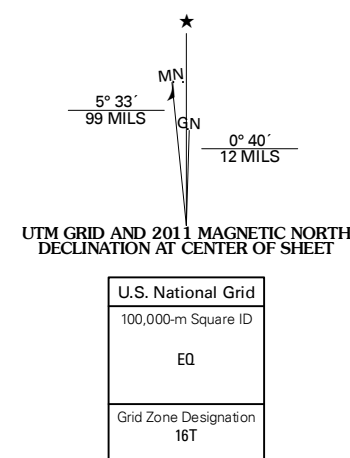 ★
M.N.
5° 33´
99 MILS
GN
0° 40´
12 MILS
UTM GRID AND 2011 MAGNETIC NORTH
DECLINATION AT CENTER OF SHEET
U.S. National Grid
100,000-m Square ID
EQ
Grid Zone Designation
16T